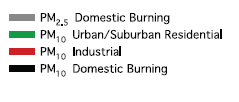 PM2.5 Domestic Burning
PM10 Urban/Suburban Residential
PM10 Industrial
PM10 Domestic Burning